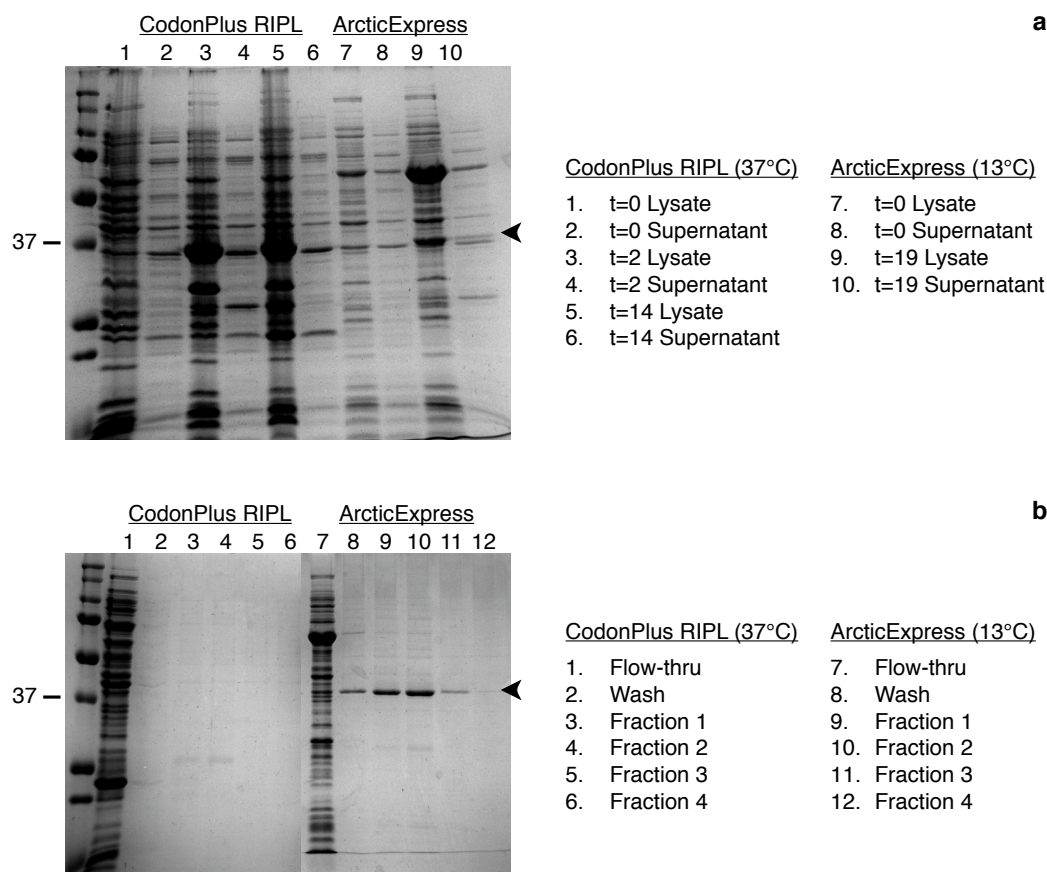 CodonPlus RIPL ArcticExpress a
1 2 3 4 5 6 7 8 9 10
37
CodonPlus RIPL (37°C) ArcticExpress (13°C)
1. t=0 Lysate 7. t=0 Lysate
2. t=0 Supernatant 8. t=0 Supernatant
3. t=2 Lysate 9. t=19 Lysate
4. t=2 Supernatant 10. t=19 Supernatant
5. t=14 Lysate
6. t=14 Supernatant
CodonPlus RIPL ArcticExpress b
1 2 3 4 5 6 7 8 9 10 11 12
37
CodonPlus RIPL (37°C) ArcticExpress (13°C)
1. Flow-thru 7. Flow-thru
2. Wash 8. Wash
3. Fraction 1 9. Fraction 1
4. Fraction 2 10. Fraction 2
5. Fraction 3 11. Fraction 3
6. Fraction 4 12. Fraction 4